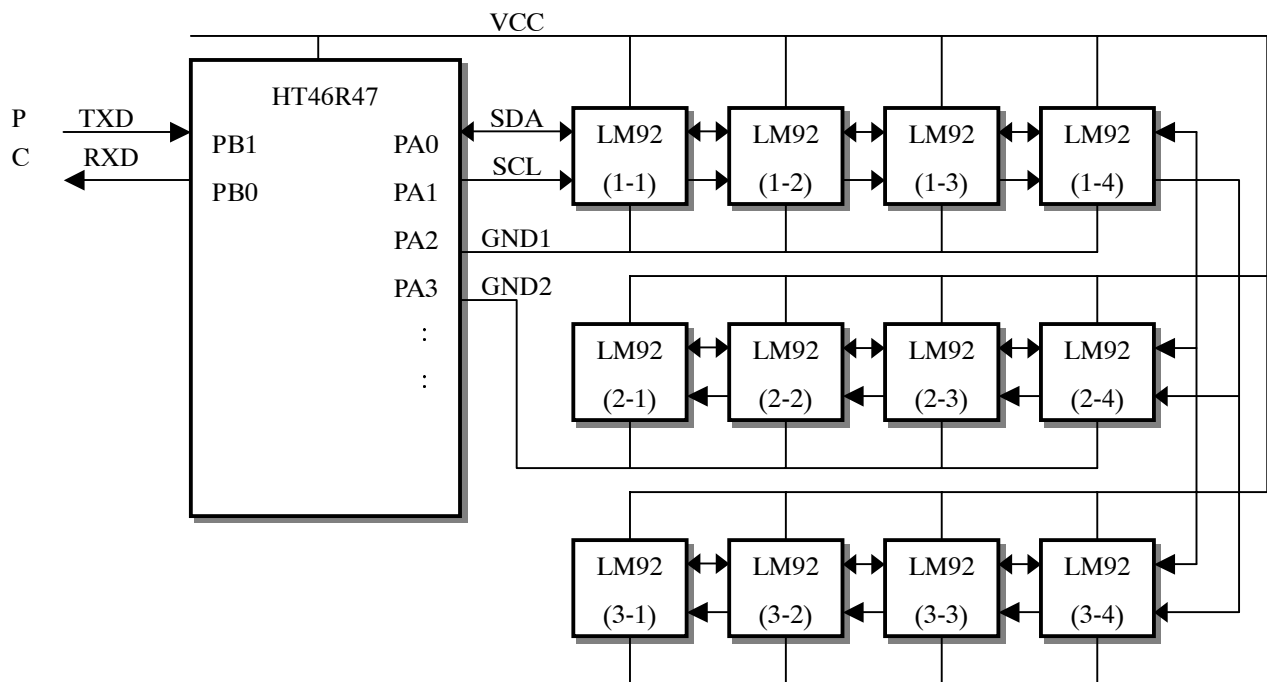 VCC
HT46R47
P TXD
C RXD
PB1
PB0
PA0
PA1
PA2
PA3
:
:
SDA
SCL
GND1
GND2
LM92
(1-1)
LM92
(1-2)
LM92
(1-3)
LM92
(1-4)
LM92
(2-1)
LM92
(2-2)
LM92
(2-3)
LM92
(2-4)
LM92
(3-1)
LM92
(3-2)
LM92
(3-3)
LM92
(3-4)